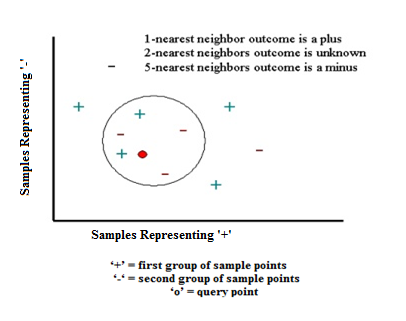 1-nearest neighbor outcome is a plus
2-nearest neighbors outcome is unknown
5-nearest neighbors outcome is a minus
Samples Representing '-'
Samples Representing '+'
‘+’ = first group of sample points
‘-‘ = second group of sample points
‘o’ = query point